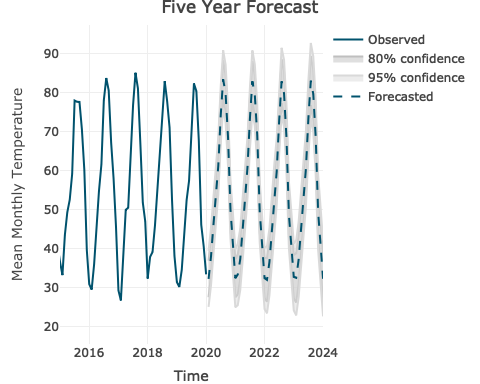 Five Year Forecast
Observed
80% confidence
95% confidence
Forecasted
Mean Monthly Temperature
90
80
70
60
50
40
30
20
2016
2018
2020
2022
2024
Time